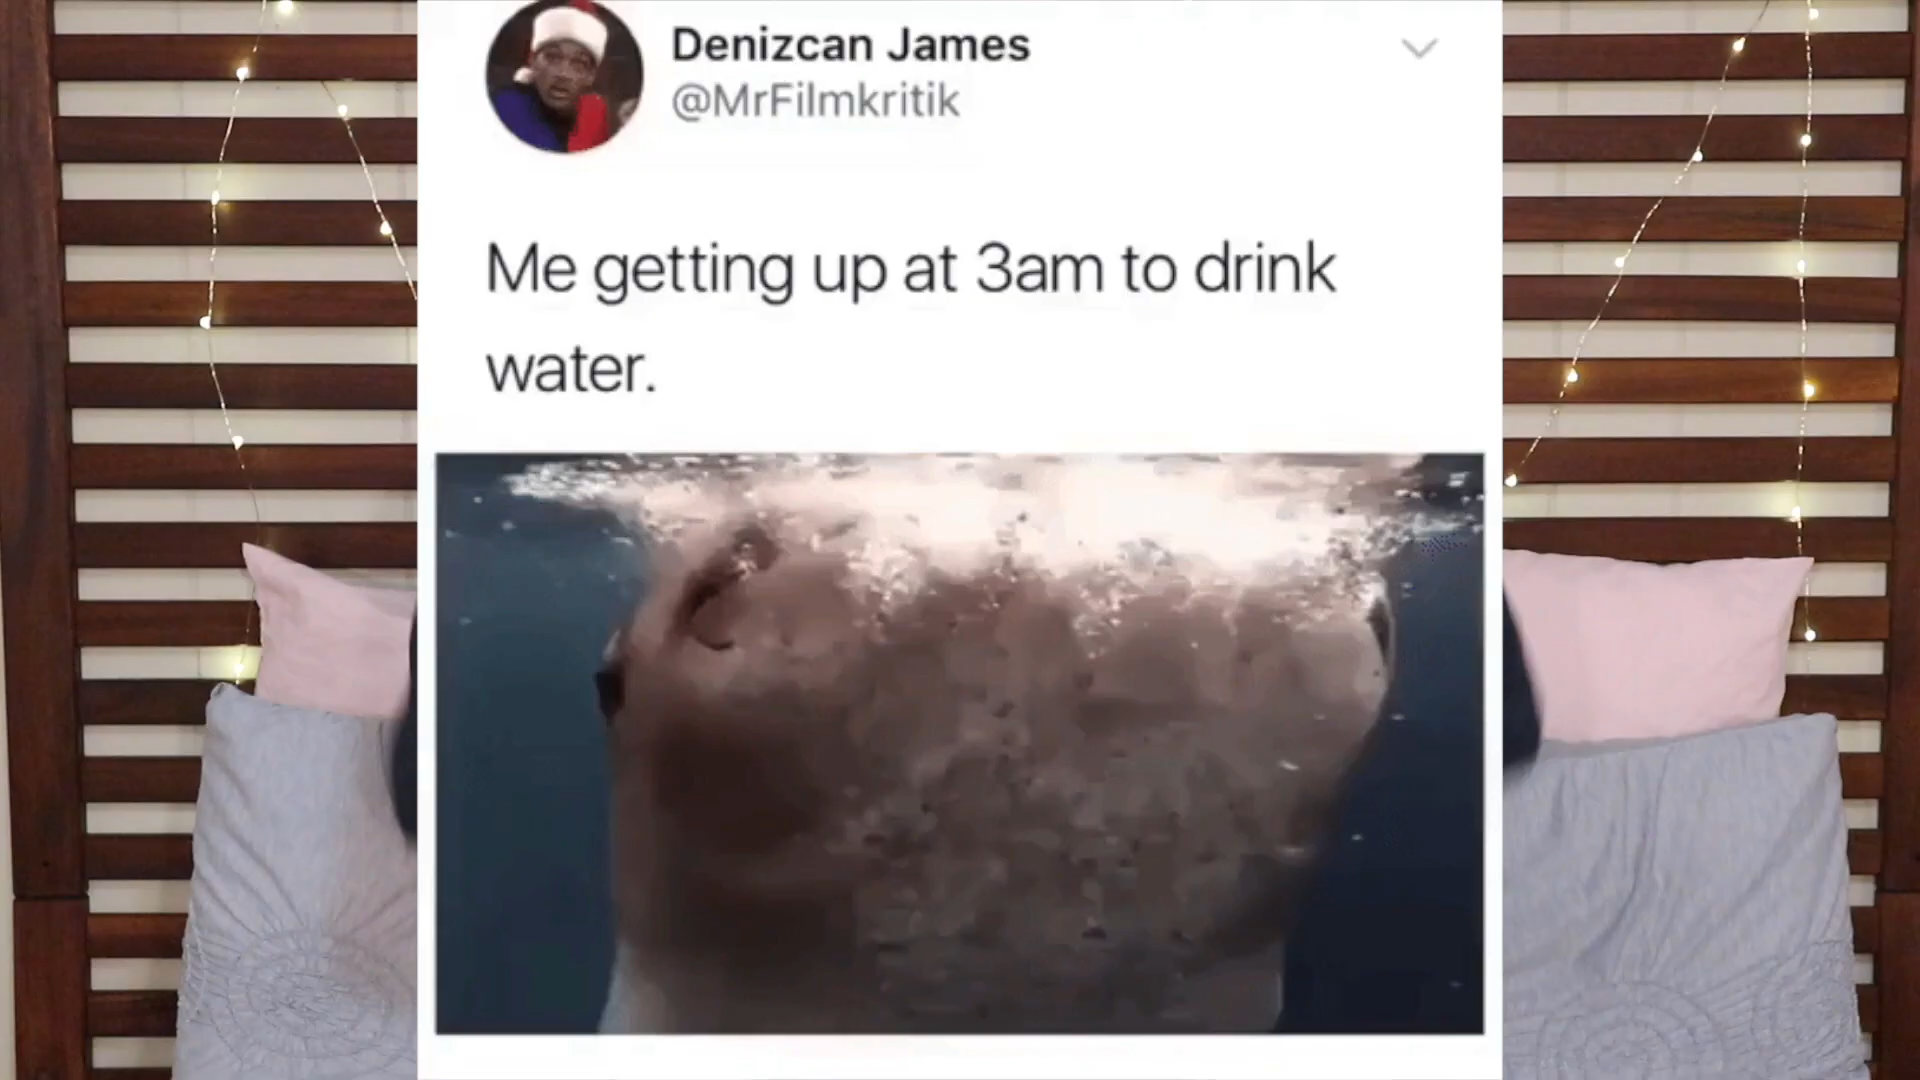 Denizcan James
@MrFilmkritik
Me getting up at 3am to drink
water.